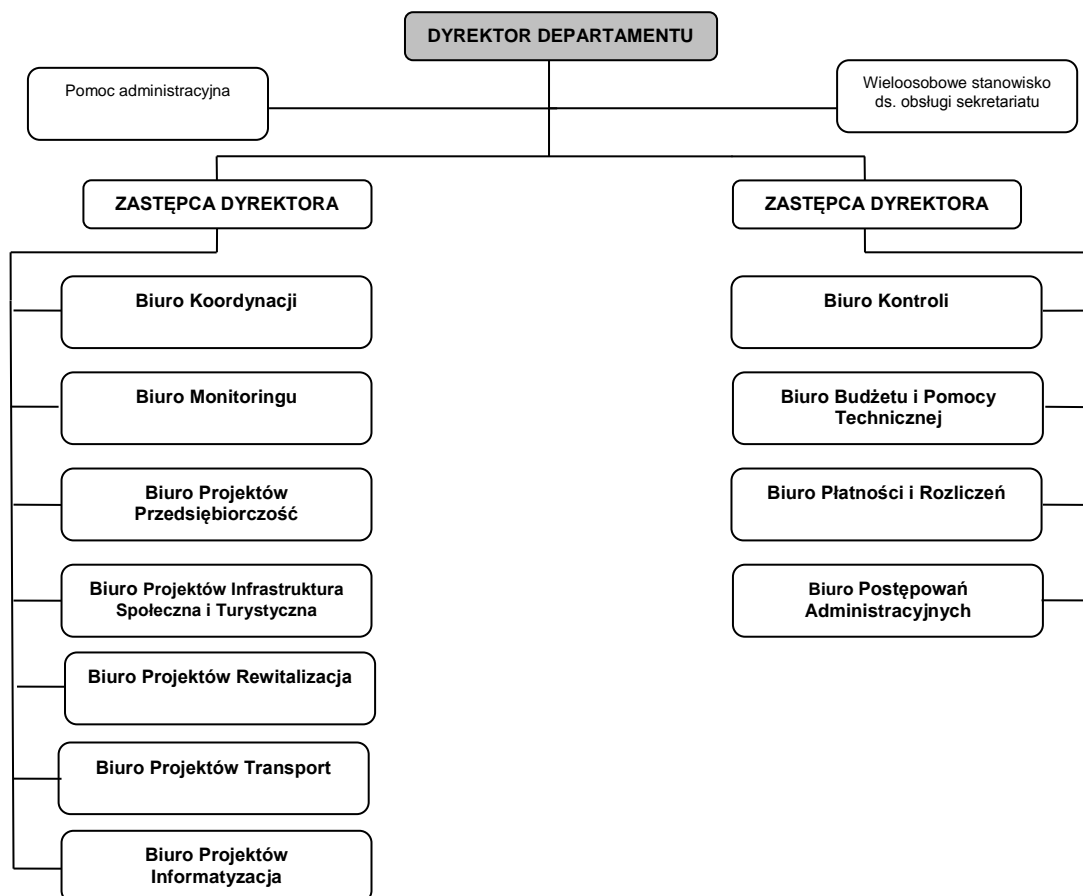 DYREKTOR DEPARTAMENTU
Pomoc administracyjna
Wieloosobowe stanowisko
ds. obsługi sekretariatu
ZASTĘPCA DYREKTORA
ZASTĘPCA DYREKTORA
Biuro Koordynacji
Biuro Monitoringu
Biuro Projektów
Przedsiębiorczość
Biuro Projektów Infrastruktura
Społeczna i Turystyczna
Biuro Projektów Rewitalizacja
Biuro Projektów Transport
Biuro Projektów
Informatyzacja
Biuro Kontroli
Biuro Budżetu i Pomocy
Technicznej
Biuro Płatności i Rozliczeń
Biuro Postępowań
Administracyjnych